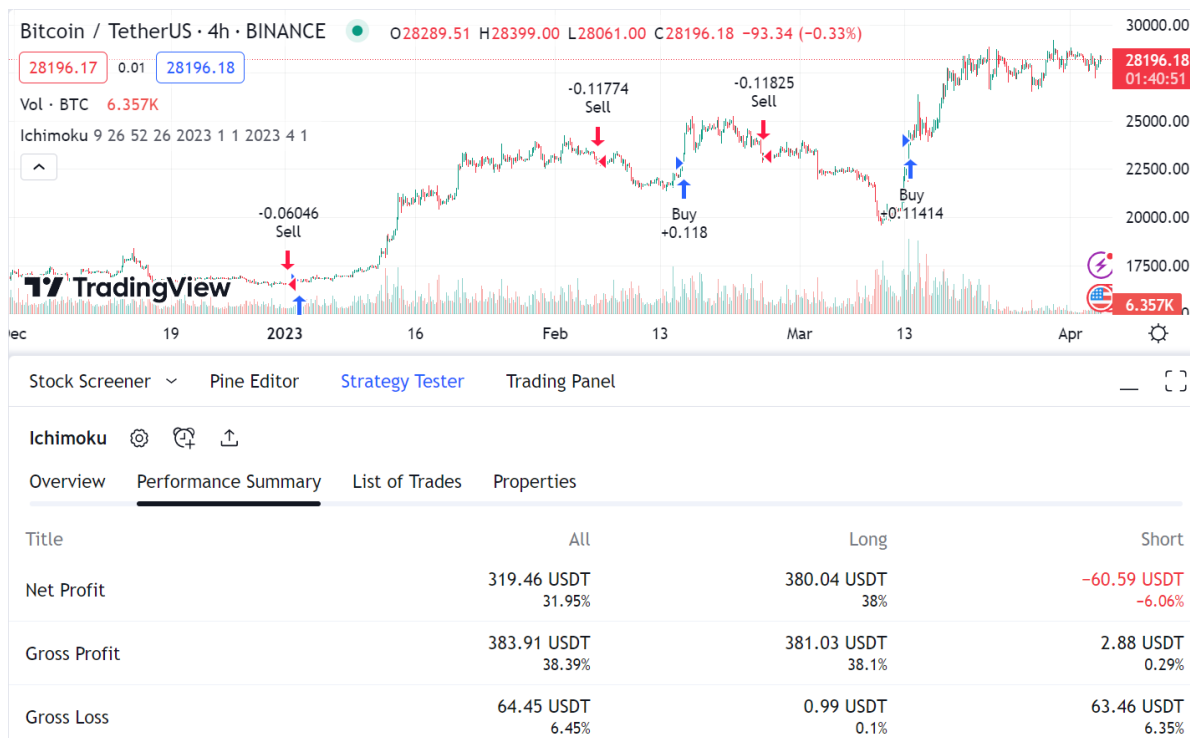 Bitcoin / TetherUS · 4h · BINANCE O28289.51 H28399.00 L28061.00 C28196.18 −93.34 (−0.33%)
30000.00
28196.17 0.01 28196.18
28196.18
01:40:51
Vol · BTC 6.357K
Ichimoku 9 26 52 26 2023 1 1 2023 4 1
-0.11774
Sell
-0.11825
Sell
25000.00
22500.00
-0.06046
Sell
Buy
+0.118
Buy
+0.11414
20000.00
17500.00
TradingView
6.357K
19 2023 16 Feb 13 Mar 13 Apr
Stock Screener Pine Editor Strategy Tester Trading Panel
Ichimoku
Overview Performance Summary List of Trades Properties
Title All Long Short
Net Profit 319.46 USDT 380.04 USDT −60.59 USDT
31.95% 38% −6.06%
Gross Profit 383.91 USDT 381.03 USDT 2.88 USDT
38.39% 38.1% 0.29%
Gross Loss 64.45 USDT 0.99 USDT 63.46 USDT
6.45% 0.1% 6.35%